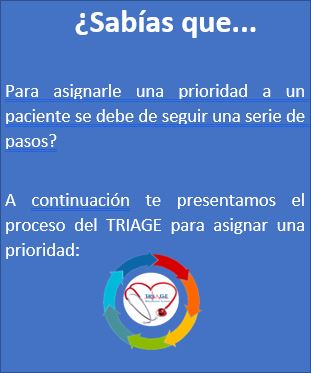 ¿Sabías que...
Para asignarle una prioridad a un
paciente se debe de seguir una serie de
pasos?
A continuación te presentamos el
proceso del TRIAGE para asignar una
prioridad:
TRIAGE